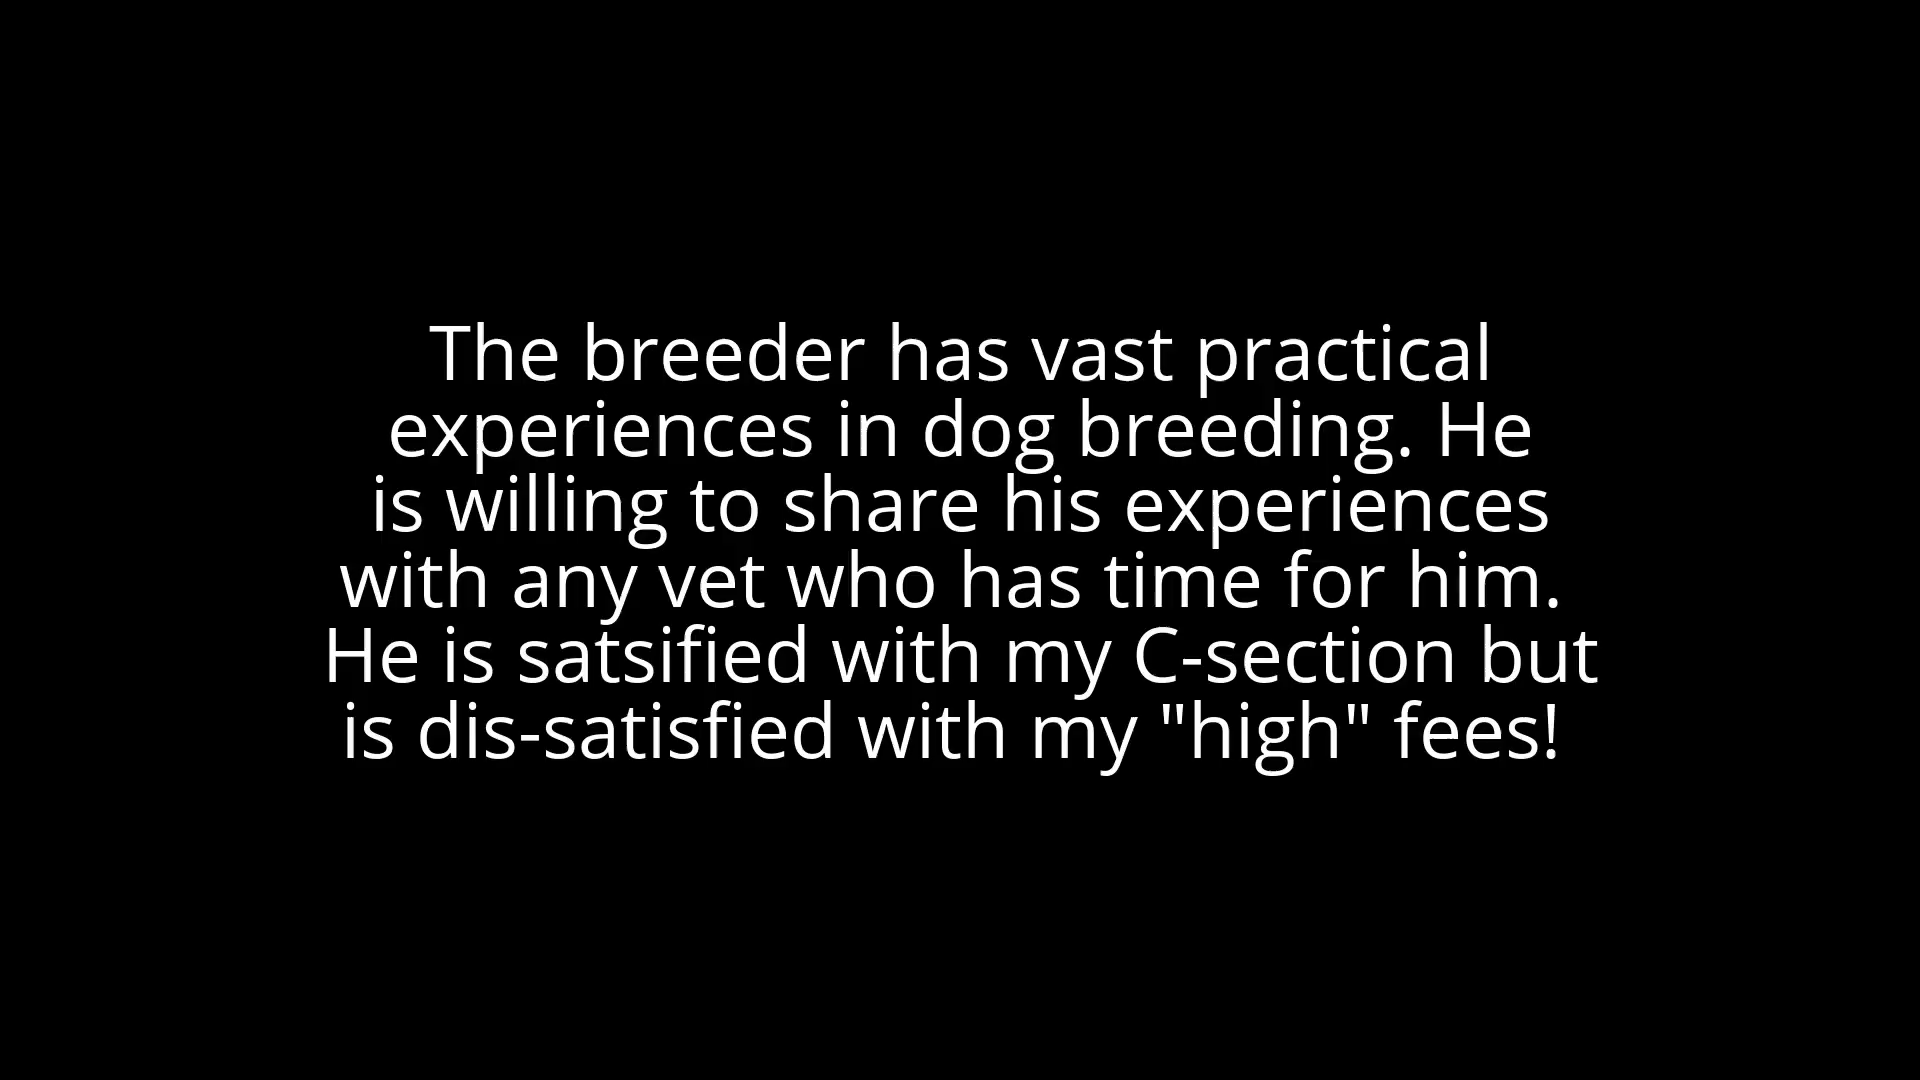 The breeder has vast practical
experiences in dog breeding. He
is willing to share his experiences
with any vet who has time for him.
He is satsified with my C-section but
is dis-satisfied with my "high" fees!